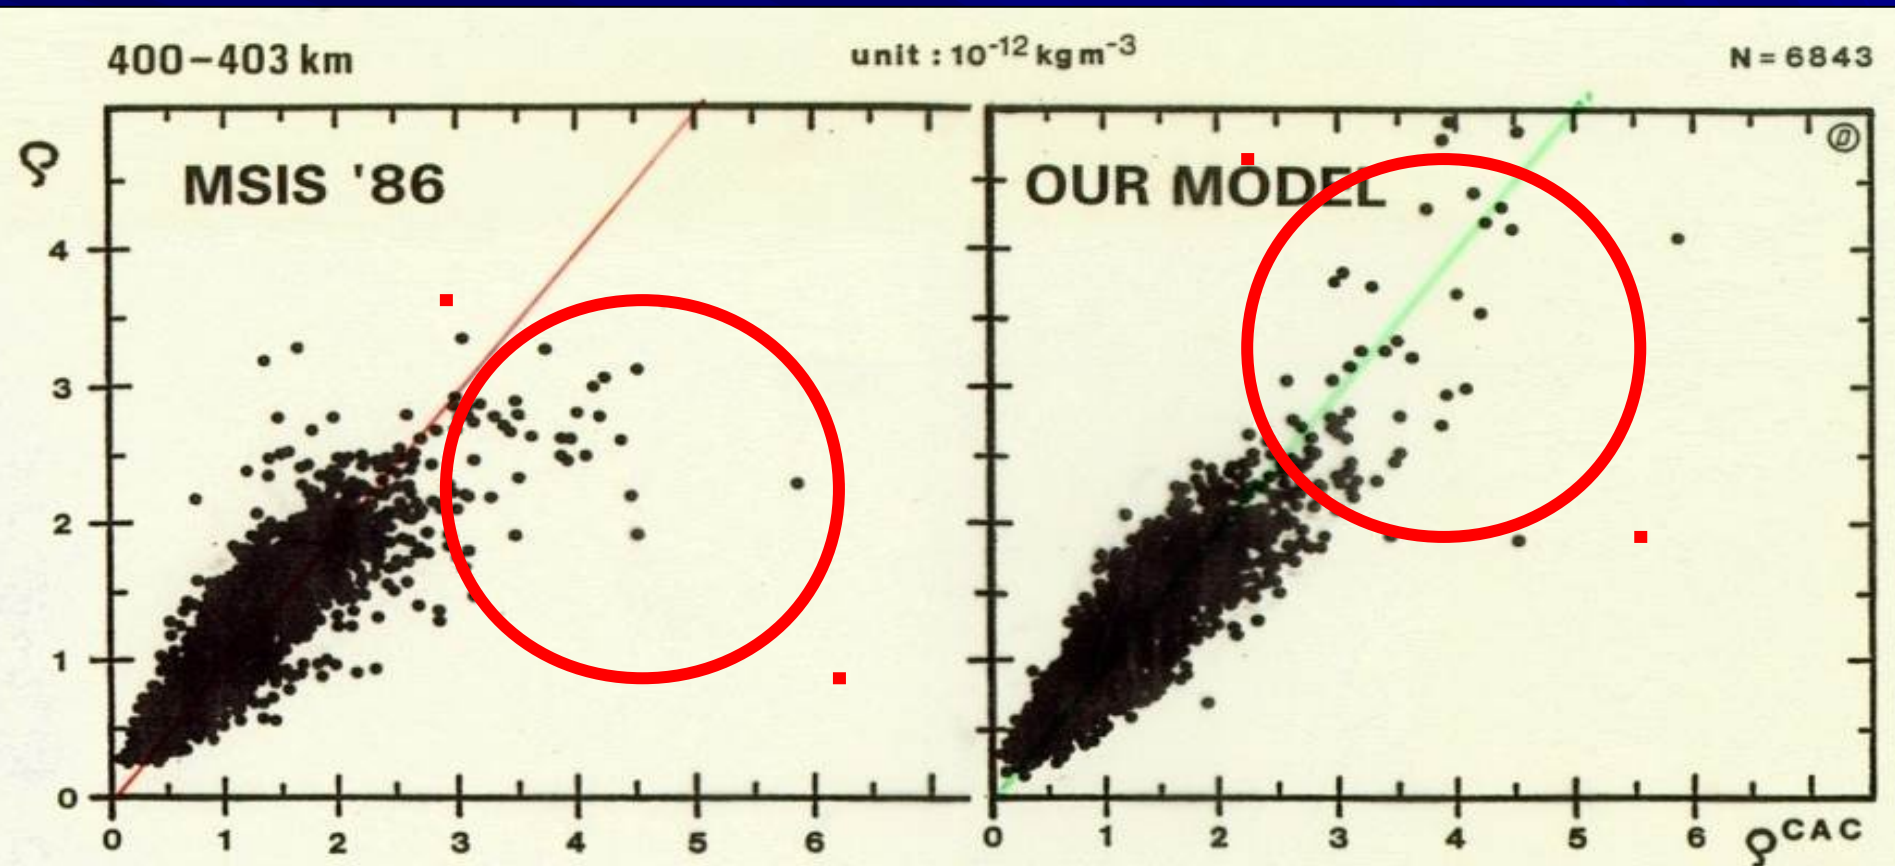 400–403 km
unit : 10⁻¹² kg m⁻³
N = 6843
ρ
MSIS '86
OUR MODEL
4
3
2
1
0
0 1 2 3 4 5 6
0 1 2 3 4 5 6
ρ CAC